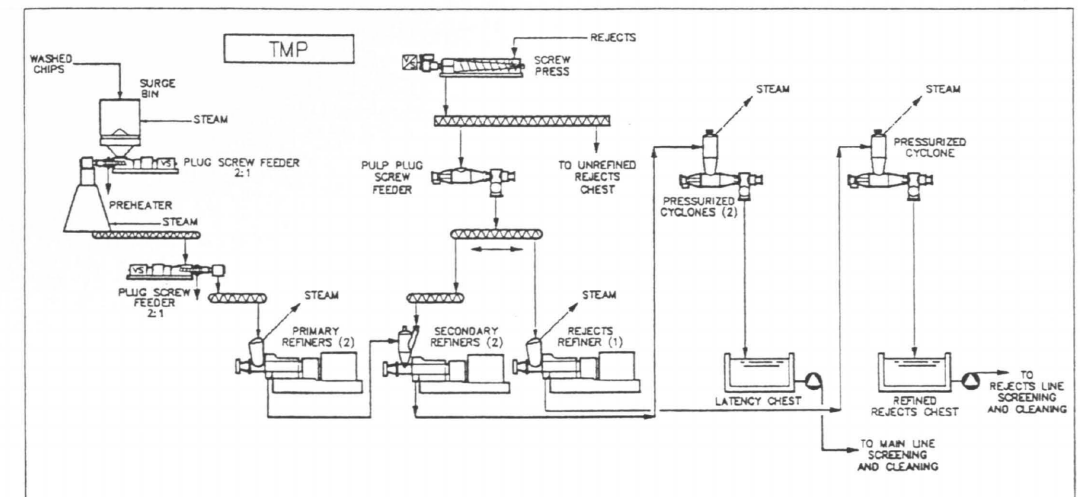 TMP
WASHED
CHIPS
SURGE
BIN
STEAM
PLUG SCREW FEEDER
2:1
VS
PREHEATER
STEAM
VS
PLUG SCREW
FEEDER
2:1
STEAM
PRIMARY
REFINERS (2)
VS
REJECTS
SCREW
PRESS
PULP PLUG
SCREW
FEEDER
TO UNREFINED
REJECTS
CHEST
SECONDARY
REFINERS (2)
STEAM
REJECTS
REFINER (1)
STEAM
PRESSURIZED
CYCLONES (2)
STEAM
PRESSURIZED
CYCLONE
LATENCY CHEST
TO MAIN LINE
SCREENING
AND CLEANING
REFINED
REJECTS CHEST
TO
REJECTS LINE
SCREENING
AND CLEANING